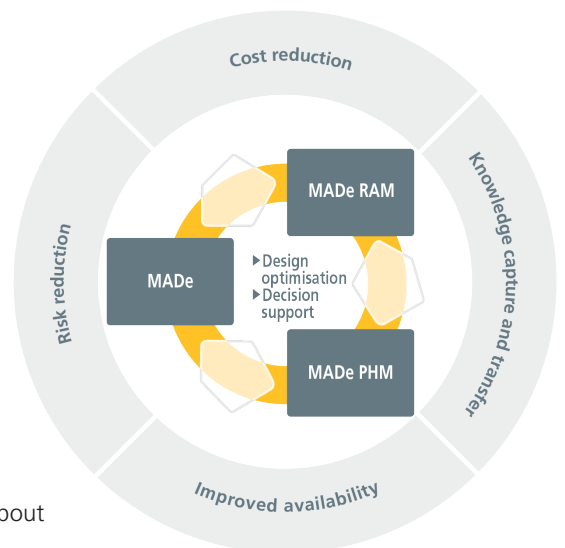 Cost reduction
MADe RAM
Knowledge capture and transfer
Risk reduction
MADe
Design
optimisation
Decision
support
MADe PHM
Improved availability